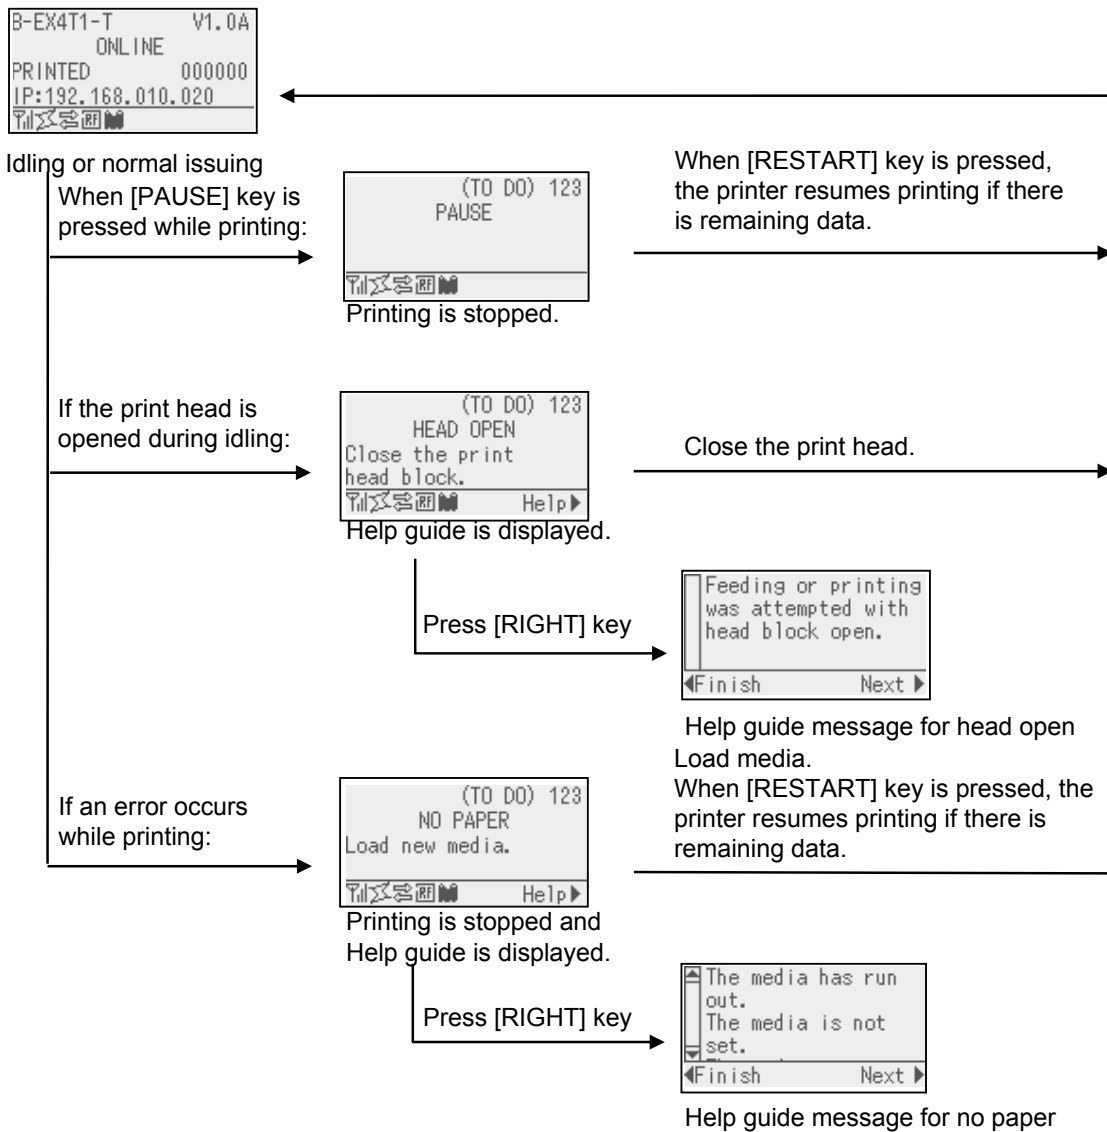 B-EX4T1-T V1.0A
ONLINE
PRINTED 000000
IP:192.168.010.020
RF
Idling or normal issuing
When [PAUSE] key is
pressed while printing:
(TO DO) 123
PAUSE
RF
Printing is stopped.
When [RESTART] key is pressed,
the printer resumes printing if there
is remaining data.
If the print head is
opened during idling:
(TO DO) 123
HEAD OPEN
Close the print
head block.
RF Help
Help guide is displayed.
Close the print head.
Press [RIGHT] key
Feeding or printing
was attempted with
head block open.
Finish Next
Help guide message for head open
If an error occurs
while printing:
(TO DO) 123
NO PAPER
Load new media.
RF Help
Printing is stopped and
Help guide is displayed.
Load media.
When [RESTART] key is pressed, the
printer resumes printing if there is
remaining data.
Press [RIGHT] key
The media has run
out.
The media is not
set.
Finish Next
Help guide message for no paper